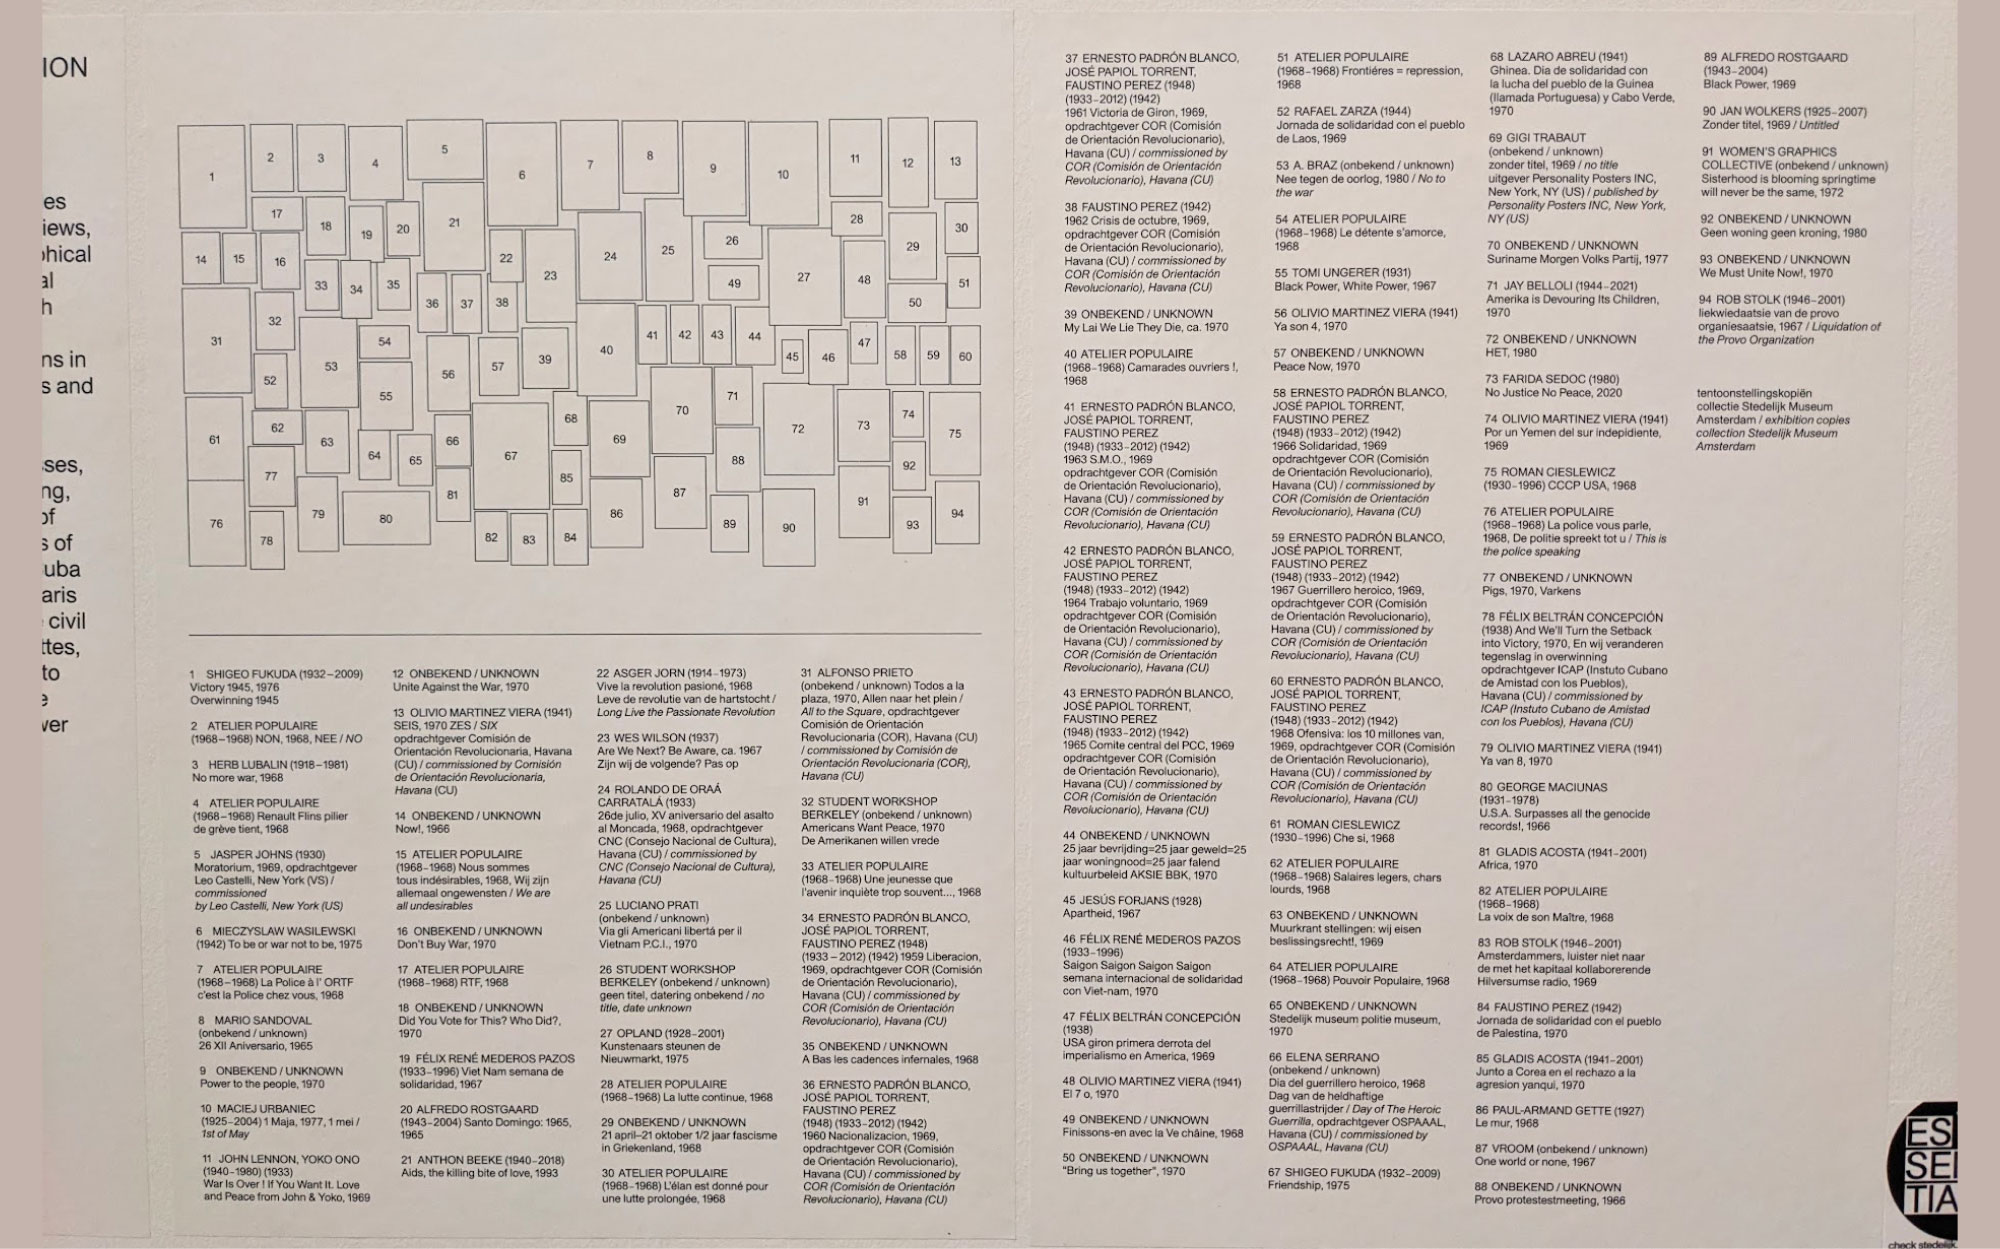 ION
es
iews,
phical
al
h
ns in
s and
ses,
ng,
of
s of
uba
aris
civil
ttes,
to
e
wer
1
2
3
4
5
6
7
8
9
10
11
12
13
14
15
16
17
18
19
20
21
22
23
24
25
26
27
28
29
30
31
32
33
34
35
36
37
38
39
40
41
42
43
44
45
46
47
48
49
50
51
52
53
54
55
56
57
58
59
60
61
62
63
64
65
66
67
68
69
70
71
72
73
74
75
76
77
78
79
80
81
82
83
84
85
86
87
88
89
90
91
92
93
94
1 SHIGEO FUKUDA (1932–2009)
Victory 1945, 1976
Overwinning 1945
2 ATELIER POPULAIRE
(1968–1968) NON, 1968, NEE / NO
3 HERB LUBALIN (1918–1981)
No more war, 1968
4 ATELIER POPULAIRE
(1968–1968) Renault Flins pilier
de grève tient, 1968
5 JASPER JOHNS (1930)
Moratorium, 1969, opdrachtgever
Leo Castelli, New York (VS) /
commissioned
by Leo Castelli, New York (US)
6 MIECZYSLAW WASILEWSKI
(1942) To be or war not to be, 1975
7 ATELIER POPULAIRE
(1968–1968) La Police à l' ORTF
c'est la Police chez vous, 1968
8 MARIO SANDOVAL
(onbekend / unknown)
26 XII Aniversario, 1965
9 ONBEKEND / UNKNOWN
Power to the people, 1970
10 MACIEJ URBANIEC
(1925–2004) 1 Maja, 1977, 1 mei /
1st of May
11 JOHN LENNON, YOKO ONO
(1940–1980) (1933)
War Is Over ! If You Want It. Love
and Peace from John & Yoko, 1969
12 ONBEKEND / UNKNOWN
Unite Against the War, 1970
13 OLIVIO MARTINEZ VIERA (1941)
SEIS, 1970 ZES / SIX
opdrachtgever Comisión de
Orientación Revolucionaria, Havana
(CU) / commissioned by Comisión
de Orientación Revolucionaria,
Havana (CU)
14 ONBEKEND / UNKNOWN
Now!, 1966
15 ATELIER POPULAIRE
(1968–1968) Nous sommes
tous indésirables, 1968, Wij zijn
allemaal ongewensten / We are
all undesirables
16 ONBEKEND / UNKNOWN
Don't Buy War, 1970
17 ATELIER POPULAIRE
(1968–1968) RTF, 1968
18 ONBEKEND / UNKNOWN
Did You Vote for This? Who Did?,
1970
19 FÉLIX RENÉ MEDEROS PAZOS
(1933–1996) Viet Nam semana de
solidaridad, 1967
20 ALFREDO ROSTGAARD
(1943–2004) Santo Domingo: 1965,
1965
21 ANTHON BEEKE (1940–2018)
Aids, the killing bite of love, 1993
22 ASGER JORN (1914–1973)
Vive la revolution pasioné, 1968
Leve de revolutie van de hartstocht /
Long Live the Passionate Revolution
23 WES WILSON (1937)
Are We Next? Be Aware, ca. 1967
Zijn wij de volgende? Pas op
24 ROLANDO DE ORAÁ
CARRATALÁ (1933)
26de julio, XV aniversario del asalto
al Moncada, 1968, opdrachtgever
CNC (Consejo Nacional de Cultura),
Havana (CU) / commissioned by
CNC (Consejo Nacional de Cultura),
Havana (CU)
25 LUCIANO PRATI
(onbekend / unknown)
Via gli Americani libertá per il
Vietnam P.C.I., 1970
26 STUDENT WORKSHOP
BERKELEY (onbekend / unknown)
geen titel, datering onbekend / no
title, date unknown
27 OPLAND (1928–2001)
Kunstenaars steunen de
Nieuwmarkt, 1975
28 ATELIER POPULAIRE
(1968–1968) La lutte continue, 1968
29 ONBEKEND / UNKNOWN
21 april–21 oktober 1/2 jaar fascisme
in Griekenland, 1968
30 ATELIER POPULAIRE
(1968–1968) L'élan est donné pour
une lutte prolongée, 1968
31 ALFONSO PRIETO
(onbekend / unknown) Todos a la
plaza, 1970, Allen naar het plein /
All to the Square, opdrachtgever
Comisión de Orientación
Revolucionaria (COR), Havana (CU)
/ commissioned by Comisión de
Orientación Revolucionaria (COR),
Havana (CU)
32 STUDENT WORKSHOP
BERKELEY (onbekend / unknown)
Americans Want Peace, 1970
De Amerikanen willen vrede
33 ATELIER POPULAIRE
(1968–1968) Une jeunesse que
l'avenir inquiète trop souvent..., 1968
34 ERNESTO PADRÓN BLANCO,
JOSÉ PAPIOL TORRENT,
FAUSTINO PEREZ (1948)
(1933 – 2012) (1942) 1959 Liberacion,
1969, opdrachtgever COR (Comisión
de Orientación Revolucionario),
Havana (CU) / commissioned by
COR (Comisión de Orientación
Revolucionario), Havana (CU)
35 ONBEKEND / UNKNOWN
A Bas les cadences infernales, 1968
36 ERNESTO PADRÓN BLANCO,
JOSÉ PAPIOL TORRENT,
FAUSTINO PEREZ
(1948) (1933–2012) (1942)
1960 Nacionalizacion, 1969,
opdrachtgever COR (Comisión
de Orientación Revolucionario),
Havana (CU) / commissioned by
COR (Comisión de Orientación
Revolucionario), Havana (CU)
37 ERNESTO PADRÓN BLANCO,
JOSÉ PAPIOL TORRENT,
FAUSTINO PEREZ (1948)
(1933–2012) (1942)
1961 Victoria de Giron, 1969,
opdrachtgever COR (Comisión
de Orientación Revolucionario),
Havana (CU) / commissioned by
COR (Comisión de Orientación
Revolucionario), Havana (CU)
38 FAUSTINO PEREZ (1942)
1962 Crisis de octubre, 1969,
opdrachtgever COR (Comisión
de Orientación Revolucionario),
Havana (CU) / commissioned by
COR (Comisión de Orientación
Revolucionario), Havana (CU)
39 ONBEKEND / UNKNOWN
My Lai We Lie They Die, ca. 1970
40 ATELIER POPULAIRE
(1968–1968) Camarades ouvriers !,
1968
41 ERNESTO PADRÓN BLANCO,
JOSÉ PAPIOL TORRENT,
FAUSTINO PEREZ
(1948) (1933–2012) (1942)
1963 S.M.O., 1969
opdrachtgever COR (Comisión
de Orientación Revolucionario),
Havana (CU) / commissioned by
COR (Comisión de Orientación
Revolucionario), Havana (CU)
42 ERNESTO PADRÓN BLANCO,
JOSÉ PAPIOL TORRENT,
FAUSTINO PEREZ
(1948) (1933–2012) (1942)
1964 Trabajo voluntario, 1969
opdrachtgever COR (Comisión
de Orientación Revolucionario),
Havana (CU) / commissioned by
COR (Comisión de Orientación
Revolucionario), Havana (CU)
43 ERNESTO PADRÓN BLANCO,
JOSÉ PAPIOL TORRENT,
FAUSTINO PEREZ
(1948) (1933–2012) (1942)
1965 Comite central del PCC, 1969
opdrachtgever COR (Comisión
de Orientación Revolucionario),
Havana (CU) / commissioned by
COR (Comisión de Orientación
Revolucionario), Havana (CU)
44 ONBEKEND / UNKNOWN
25 jaar bevrijding=25 jaar geweld=25
jaar woningnood=25 jaar falend
kultuurbeleid AKSIE BBK, 1970
45 JESÚS FORJANS (1928)
Apartheid, 1967
46 FÉLIX RENÉ MEDEROS PAZOS
(1933–1996)
Saigon Saigon Saigon Saigon
semana internacional de solidaridad
con Viet-nam, 1970
47 FÉLIX BELTRÁN CONCEPCIÓN
(1938)
USA giron primera derrota del
imperialismo en America, 1969
48 OLIVIO MARTINEZ VIERA (1941)
El 7 o, 1970
49 ONBEKEND / UNKNOWN
Finissons-en avec la Ve châine, 1968
50 ONBEKEND / UNKNOWN
"Bring us together", 1970
51 ATELIER POPULAIRE
(1968–1968) Frontiéres = repression,
1968
52 RAFAEL ZARZA (1944)
Jornada de solidaridad con el pueblo
de Laos, 1969
53 A. BRAZ (onbekend / unknown)
Nee tegen de oorlog, 1980 / No to
the war
54 ATELIER POPULAIRE
(1968–1968) Le détente s'amorce,
1968
55 TOMI UNGERER (1931)
Black Power, White Power, 1967
56 OLIVIO MARTINEZ VIERA (1941)
Ya son 4, 1970
57 ONBEKEND / UNKNOWN
Peace Now, 1970
58 ERNESTO PADRÓN BLANCO,
JOSÉ PAPIOL TORRENT,
FAUSTINO PEREZ
(1948) (1933–2012) (1942)
1966 Solidaridad, 1969
opdrachtgever COR (Comisión
de Orientación Revolucionario),
Havana (CU) / commissioned by
COR (Comisión de Orientación
Revolucionario), Havana (CU)
59 ERNESTO PADRÓN BLANCO,
JOSÉ PAPIOL TORRENT,
FAUSTINO PEREZ
(1948) (1933–2012) (1942)
1967 Guerrillero heroico, 1969,
opdrachtgever COR (Comisión
de Orientación Revolucionario),
Havana (CU) / commissioned by
COR (Comisión de Orientación
Revolucionario), Havana (CU)
60 ERNESTO PADRÓN BLANCO,
JOSÉ PAPIOL TORRENT,
FAUSTINO PEREZ
(1948) (1933–2012) (1942)
1968 Ofensiva: los 10 millones van,
1969, opdrachtgever COR (Comisión
de Orientación Revolucionario),
Havana (CU) / commissioned by
COR (Comisión de Orientación
Revolucionario), Havana (CU)
61 ROMAN CIESLEWICZ
(1930–1996) Che si, 1968
62 ATELIER POPULAIRE
(1968–1968) Salaires legers, chars
lourds, 1968
63 ONBEKEND / UNKNOWN
Muurkrant stellingen: wij eisen
beslissingsrecht!, 1969
64 ATELIER POPULAIRE
(1968–1968) Pouvoir Populaire, 1968
65 ONBEKEND / UNKNOWN
Stedelijk museum politie museum,
1970
66 ELENA SERRANO
(onbekend / unknown)
Dia del guerrillero heroico, 1968
Dag van de heldhaftige
guerrillastrijder / Day of The Heroic
Guerrilla, opdrachtgever OSPAAAL,
Havana (CU) / commissioned by
OSPAAAL, Havana (CU)
67 SHIGEO FUKUDA (1932–2009)
Friendship, 1975
68 LAZARO ABREU (1941)
Ghinea. Dia de solidaridad con
la lucha del pueblo de la Guinea
(llamada Portuguesa) y Cabo Verde,
1970
69 GIGI TRABAUT
(onbekend / unknown)
zonder titel, 1969 / no title
uitgever Personality Posters INC,
New York, NY (US) / published by
Personality Posters INC, New York,
NY (US)
70 ONBEKEND / UNKNOWN
Suriname Morgen Volks Partij, 1977
71 JAY BELLOLI (1944–2021)
Amerika is Devouring Its Children,
1970
72 ONBEKEND / UNKNOWN
HET, 1980
73 FARIDA SEDOC (1980)
No Justice No Peace, 2020
74 OLIVIO MARTINEZ VIERA (1941)
Por un Yemen del sur indepidiente,
1969
75 ROMAN CIESLEWICZ
(1930–1996) CCCP USA, 1968
76 ATELIER POPULAIRE
(1968–1968) La police vous parle,
1968, De politie spreekt tot u / This is
the police speaking
77 ONBEKEND / UNKNOWN
Pigs, 1970, Varkens
78 FÉLIX BELTRÁN CONCEPCIÓN
(1938) And We'll Turn the Setback
into Victory, 1970, En wij veranderen
tegenslag in overwinning
opdrachtgever ICAP (Instuto Cubano
de Amistad con los Pueblos),
Havana (CU) / commissioned by
ICAP (Instuto Cubano de Amistad
con los Pueblos), Havana (CU)
79 OLIVIO MARTINEZ VIERA (1941)
Ya van 8, 1970
80 GEORGE MACIUNAS
(1931–1978)
U.S.A. Surpasses all the genocide
records!, 1966
81 GLADIS ACOSTA (1941–2001)
Africa, 1970
82 ATELIER POPULAIRE
(1968–1968)
La voix de son Maître, 1968
83 ROB STOLK (1946–2001)
Amsterdammers, luister niet naar
de met het kapitaal kollaborerende
Hilversumse radio, 1969
84 FAUSTINO PEREZ (1942)
Jornada de solidaridad con el pueblo
de Palestina, 1970
85 GLADIS ACOSTA (1941–2001)
Junto a Corea en el rechazo a la
agresion yanqui, 1970
86 PAUL-ARMAND GETTE (1927)
Le mur, 1968
87 VROOM (onbekend / unknown)
One world or none, 1967
88 ONBEKEND / UNKNOWN
Provo protestestmeeting, 1966
89 ALFREDO ROSTGAARD
(1943–2004)
Black Power, 1969
90 JAN WOLKERS (1925–2007)
Zonder titel, 1969 / Untitled
91 WOMEN'S GRAPHICS
COLLECTIVE (onbekend / unknown)
Sisterhood is blooming springtime
will never be the same, 1972
92 ONBEKEND / UNKNOWN
Geen woning geen kroning, 1980
93 ONBEKEND / UNKNOWN
We Must Unite Now!, 1970
94 ROB STOLK (1946–2001)
liekwiedaatsie van de provo
organiesaatsie, 1967 / Liquidation of
the Provo Organization
tentoonstellingskopiën
collectie Stedelijk Museum
Amsterdam / exhibition copies
collection Stedelijk Museum
Amsterdam
ES
SEI
TIA
check stedelijk